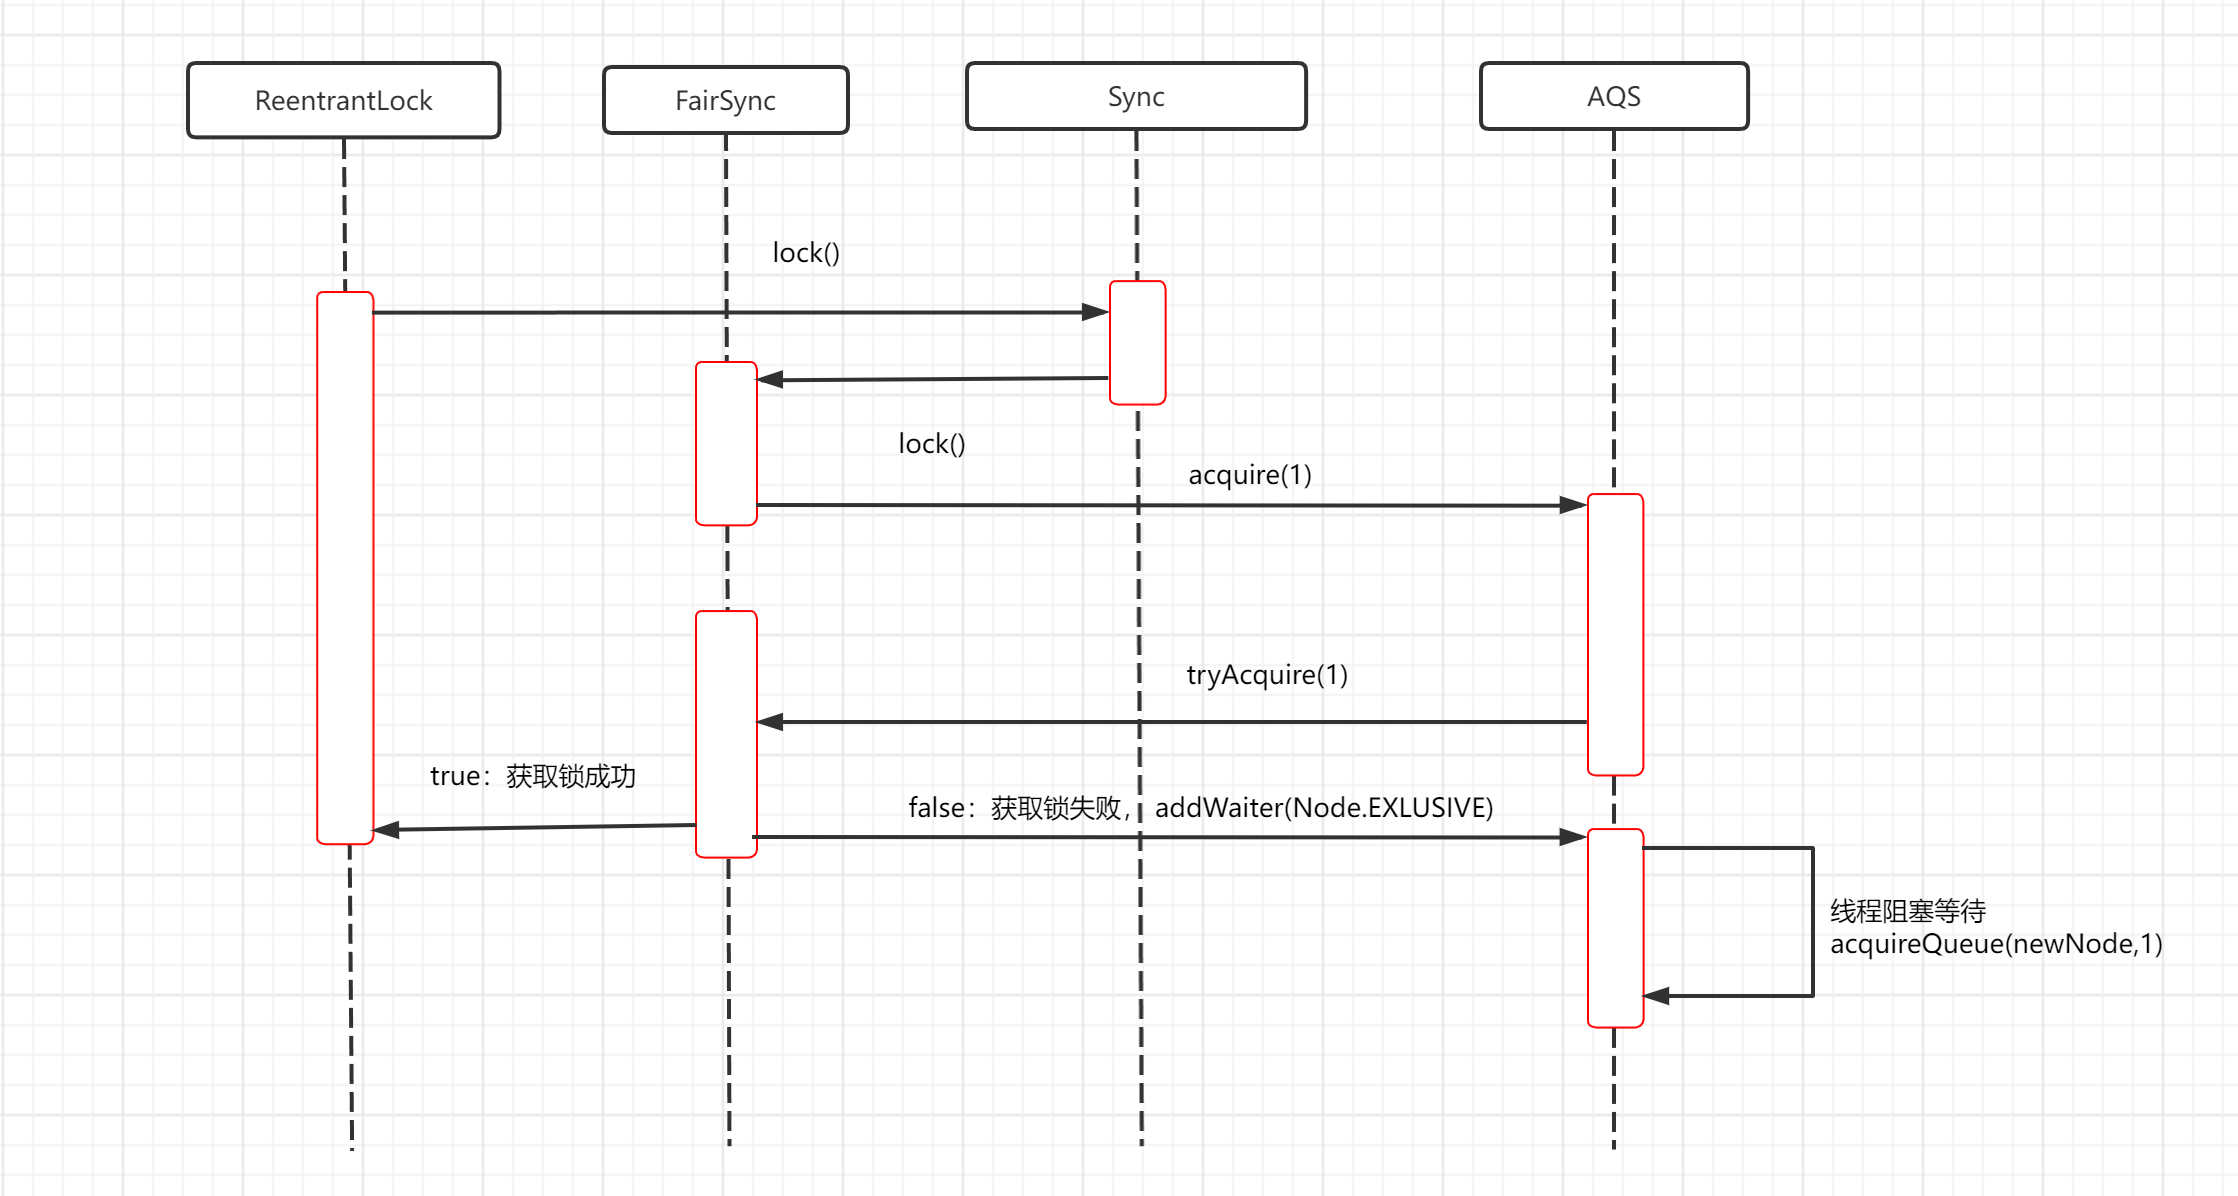 ReentrantLock
FairSync
Sync
AQS
lock()
lock()
acquire(1)
tryAcquire(1)
true：获取锁成功
false：获取锁失败，addWaiter(Node.EXLUSIVE)
线程阻塞等待
acquireQueue(newNode,1)